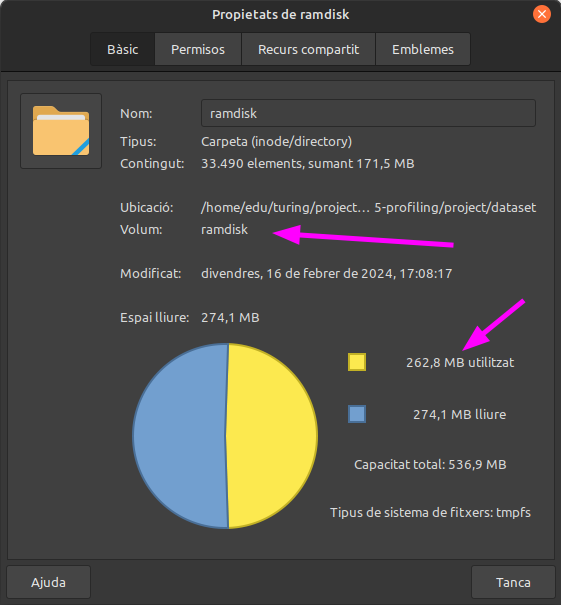 Propietats de ramdisk
Bàsic Permisos Recurs compartit Emblemes
Nom: ramdisk
Tipus: Carpeta (inode/directory)
Contingut: 33.490 elements, sumant 171,5 MB
Ubicació: /home/edu/turing/project... 5-profiling/project/dataset
Volum: ramdisk
Modificat: divendres, 16 de febrer de 2024, 17:08:17
Espai lliure: 274,1 MB
262,8 MB utilitzat
274,1 MB lliure
Capacitat total: 536,9 MB
Tipus de sistema de fitxers: tmpfs
Ajuda Tanca